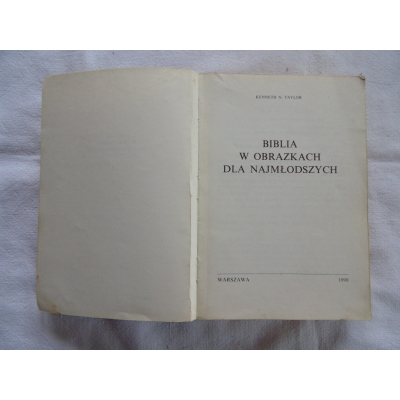 KENNETH N. TAYLOR
BIBLIA
W OBRAZKACH
DLA NAJMŁODSZYCH
WARSZAWA 1990